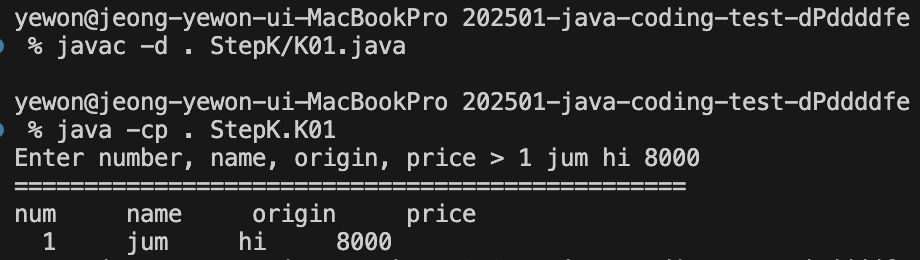 yewon@jeong-yewon-ui-MacBookPro 202501-java-coding-test-dPddddfe
% javac -d . StepK/K01.java
yewon@jeong-yewon-ui-MacBookPro 202501-java-coding-test-dPddddfe
% java -cp . StepK.K01
Enter number, name, origin, price > 1 jum hi 8000
================================================
num     name     origin     price
  1     jum     hi     8000